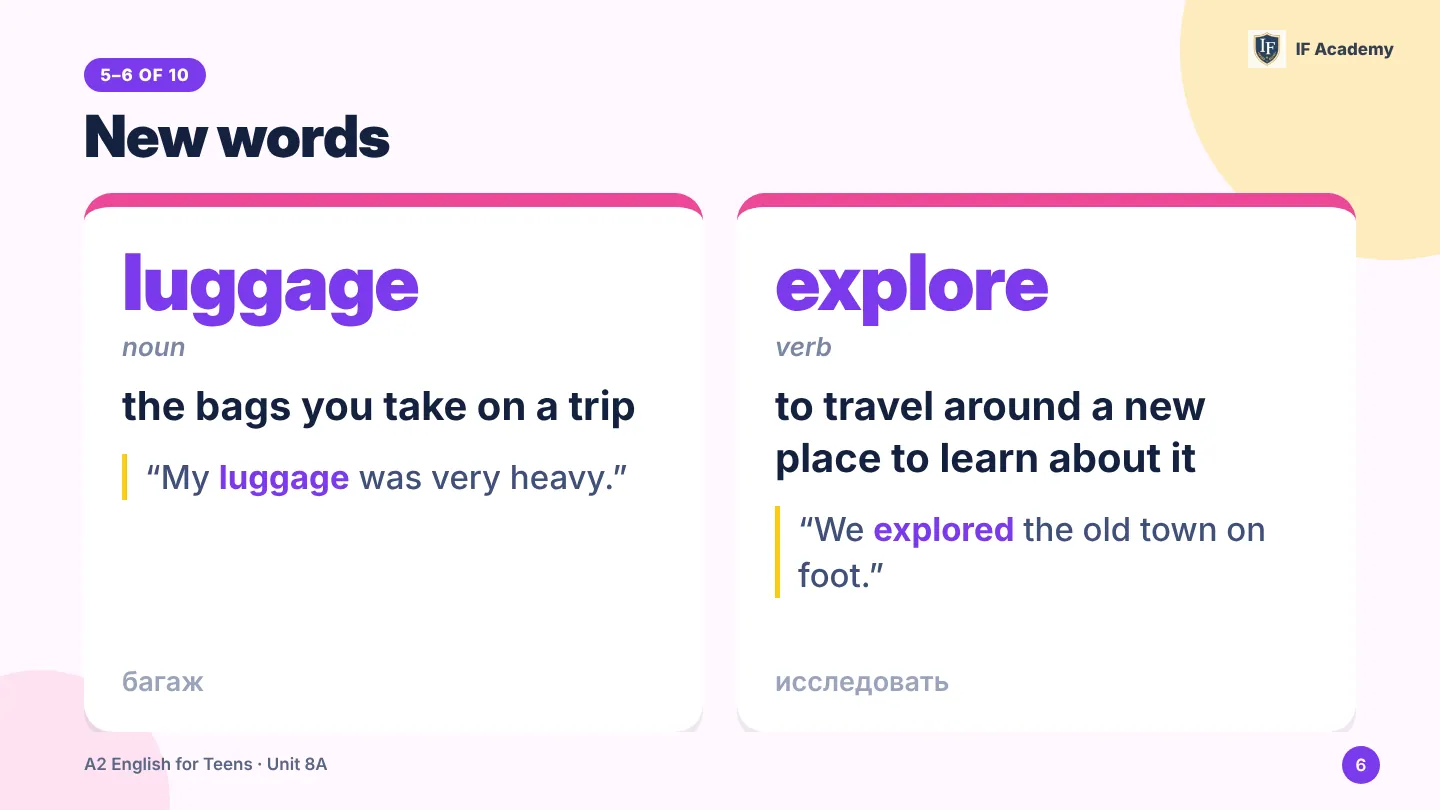 IF
IF Academy
5–6 OF 10
New words
luggage
noun
the bags you take on a trip
“My luggage was very heavy.”
багаж
explore
verb
to travel around a new
place to learn about it
“We explored the old town on
foot.”
исследовать
A2 English for Teens · Unit 8A
6